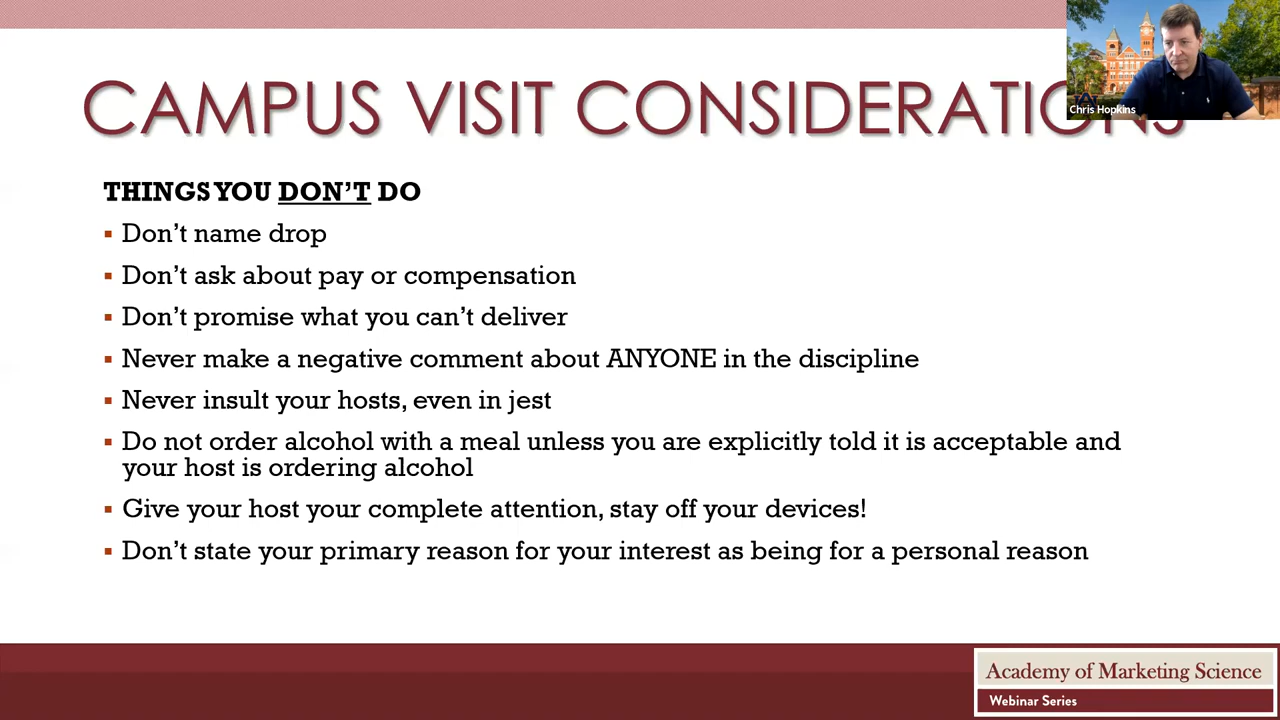 CAMPUS VISIT CONSIDERATIONS
Chris Hopkins
THINGS YOU DON'T DO
▪ Don't name drop
▪ Don't ask about pay or compensation
▪ Don't promise what you can't deliver
▪ Never make a negative comment about ANYONE in the discipline
▪ Never insult your hosts, even in jest
▪ Do not order alcohol with a meal unless you are explicitly told it is acceptable and
your host is ordering alcohol
▪ Give your host your complete attention, stay off your devices!
▪ Don't state your primary reason for your interest as being for a personal reason
Academy of Marketing Science
Webinar Series